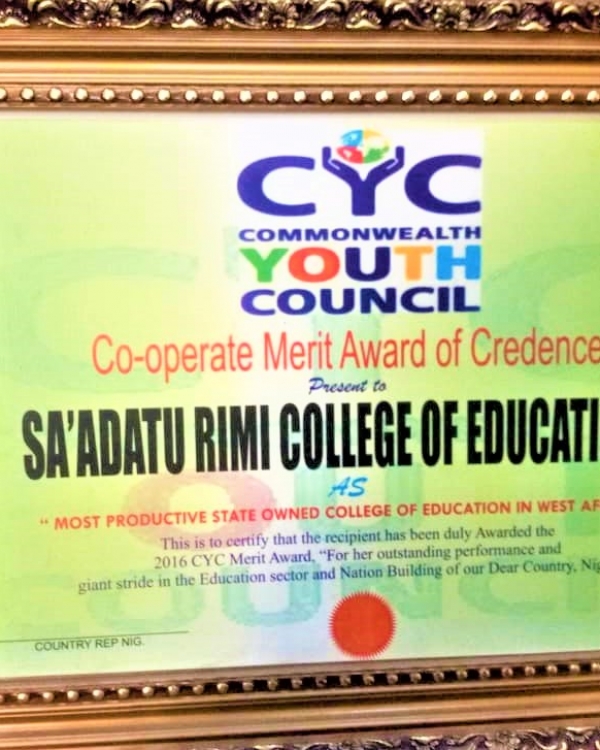 CYC
COMMONWEALTH
YOUTH
COUNCIL
Co-operate Merit Award of Credence
Present to
SA'ADATU RIMI COLLEGE OF EDUCATI
AS
" MOST PRODUCTIVE STATE OWNED COLLEGE OF EDUCATION IN WEST AF
This is to certify that the recipient has been duly Awarded the
2016 CYC Merit Award, "For her outstanding performance and
giant stride in the Education sector and Nation Building of our Dear Country, Nig
COUNTRY REP NIG.